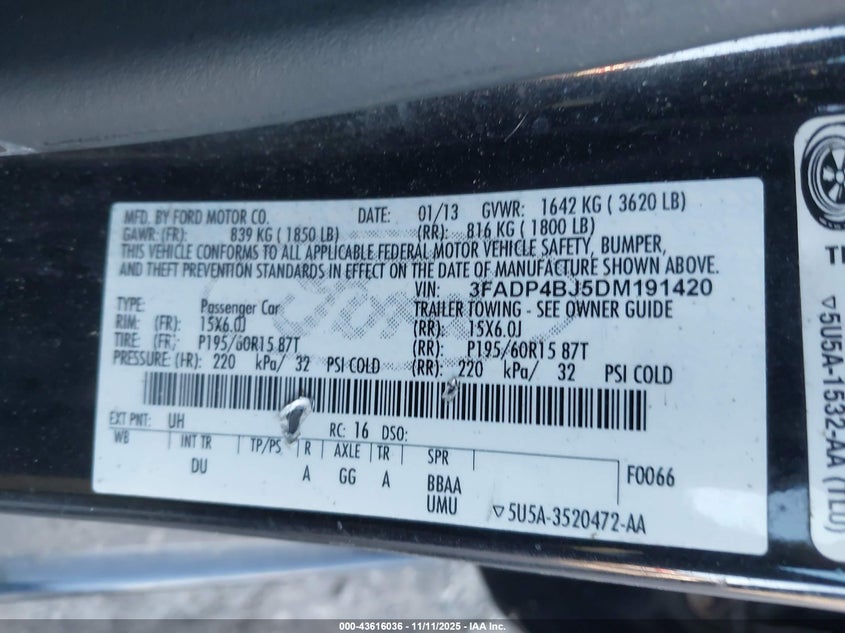 MFD. BY FORD MOTOR CO. DATE: 01/13 GVWR: 1642 KG ( 3620 LB)
GAWR: (FR): 839 KG ( 1850 LB) (RR): 816 KG ( 1800 LB)
THIS VEHICLE CONFORMS TO ALL APPLICABLE FEDERAL MOTOR VEHICLE SAFETY, BUMPER,
AND THEFT PREVENTION STANDARDS IN EFFECT ON THE DATE OF MANUFACTURE SHOWN ABOVE.
VIN: 3FADP4BJ5DM191420
TYPE: Passenger Car TRAILER TOWING - SEE OWNER GUIDE
RIM: (FR): 15X6.0J (RR): 15X6.0J
TIRE: (FR): P195/60R15 87T (RR): P195/60R15 87T
PRESSURE: (FR): 220 kPa/ 32 PSI COLD (RR): 220 kPa/ 32 PSI COLD
EXT PNT: UH RC: 16 DSO:
WB INT TR TP/PS R AXLE TR SPR
DU A GG A BBAA F0066
UMU ▽5U5A-3520472-AA
▽5U5A-1532-AA (TL0)
000-43616036 - 11/11/2025 - IAA Inc.